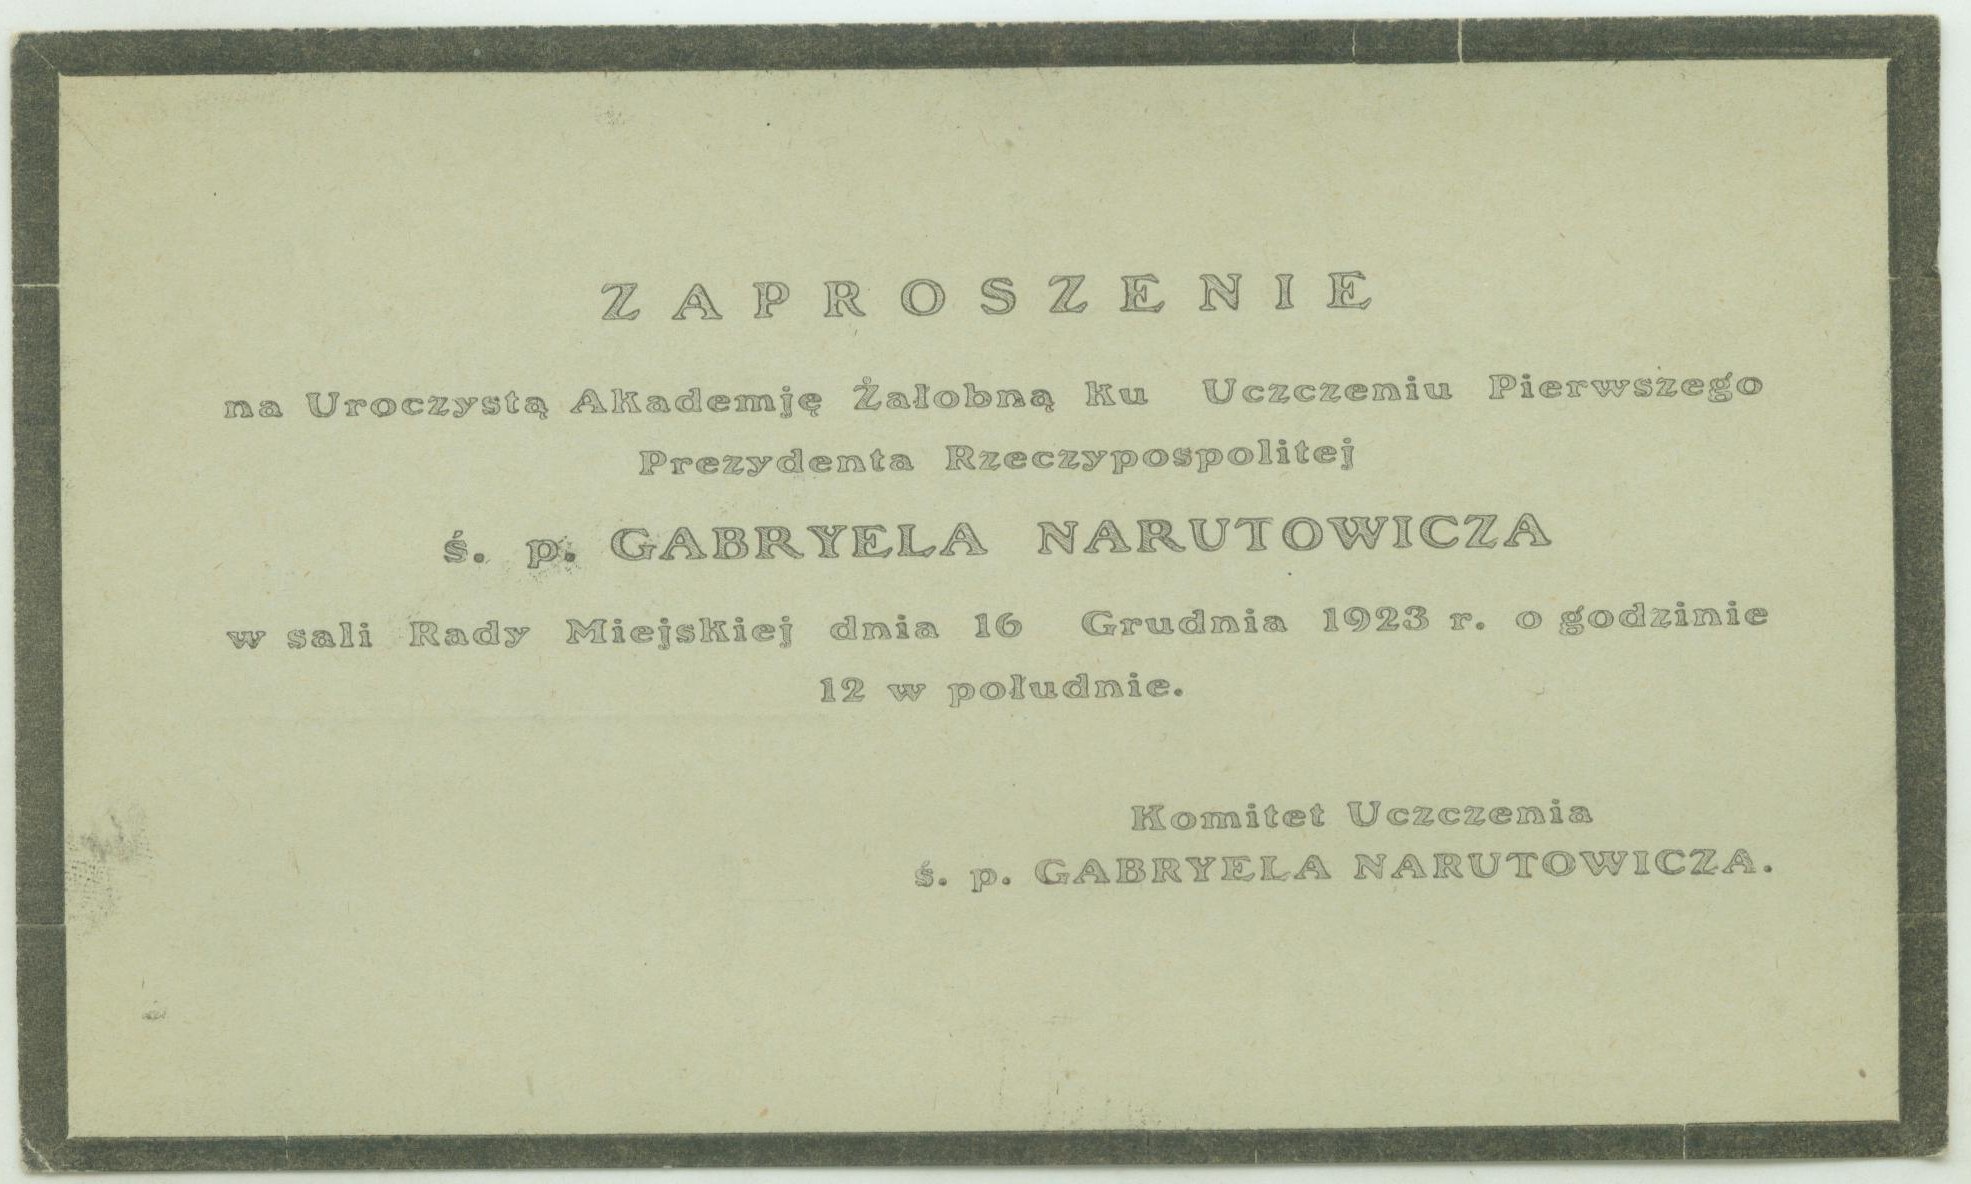 ZAPROSZENIE
na Uroczystą Akademję Żałobną ku Uczczeniu Pierwszego
Prezydenta Rzeczypospolitej
ś. p. GABRYELA NARUTOWICZA
w sali Rady Miejskiej dnia 16 Grudnia 1923 r. o godzinie
12 w południe.
Komitet Uczczenia
ś. p. GABRYELA NARUTOWICZA.